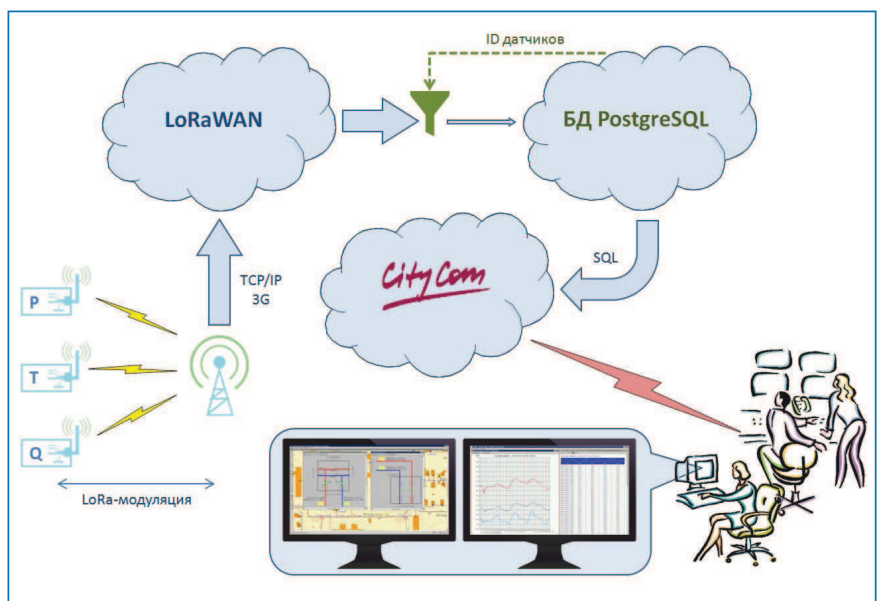 ID датчиков
LoRaWAN
БД PostgreSQL
CityCom
SQL
TCP/IP
3G
P
T
Q
LoRa-модуляция